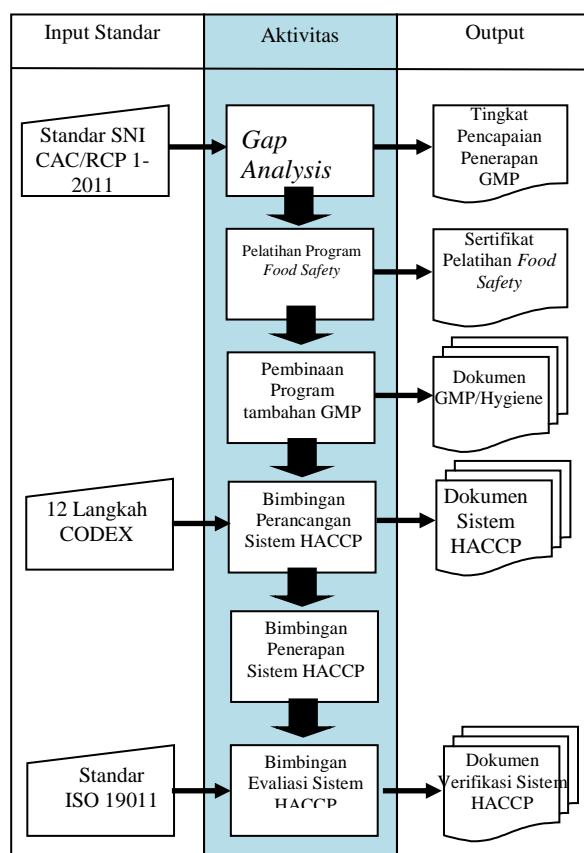 Input Standar
Aktivitas
Output
Standar SNI
CAC/RCP 1-
2011
Gap
Analysis
Tingkat
Pencapaian
Penerapan
GMP
Pelatihan Program
Food Safety
Sertifikat
Pelatihan Food
Safety
Pembinaan
Program
tambahan GMP
Dokumen
GMP/Hygiene
12 Langkah
CODEX
Bimbingan
Perancangan
Sistem HACCP
Dokumen
Sistem
HACCP
Bimbingan
Penerapan
Sistem HACCP
Standar
ISO 19011
Bimbingan
Evaluasi Sistem
HACCP
Dokumen
Verifikasi Sistem
HACCP